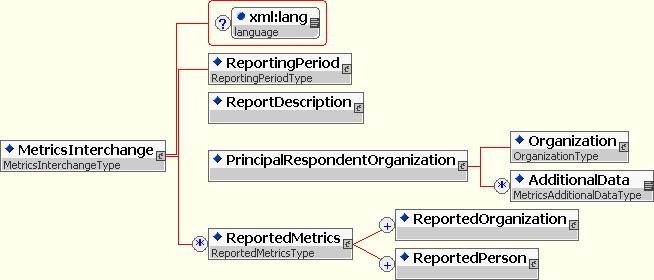 ? xml:lang
language
ReportingPeriod
ReportingPeriodType
ReportDescription
MetricsInterchange
MetricsInterchangeType
PrincipalRespondentOrganization
Organization
OrganizationType
* AdditionalData
MetricsAdditionalDataType
* ReportedMetrics
ReportedMetricsType
+ ReportedOrganization
+ ReportedPerson